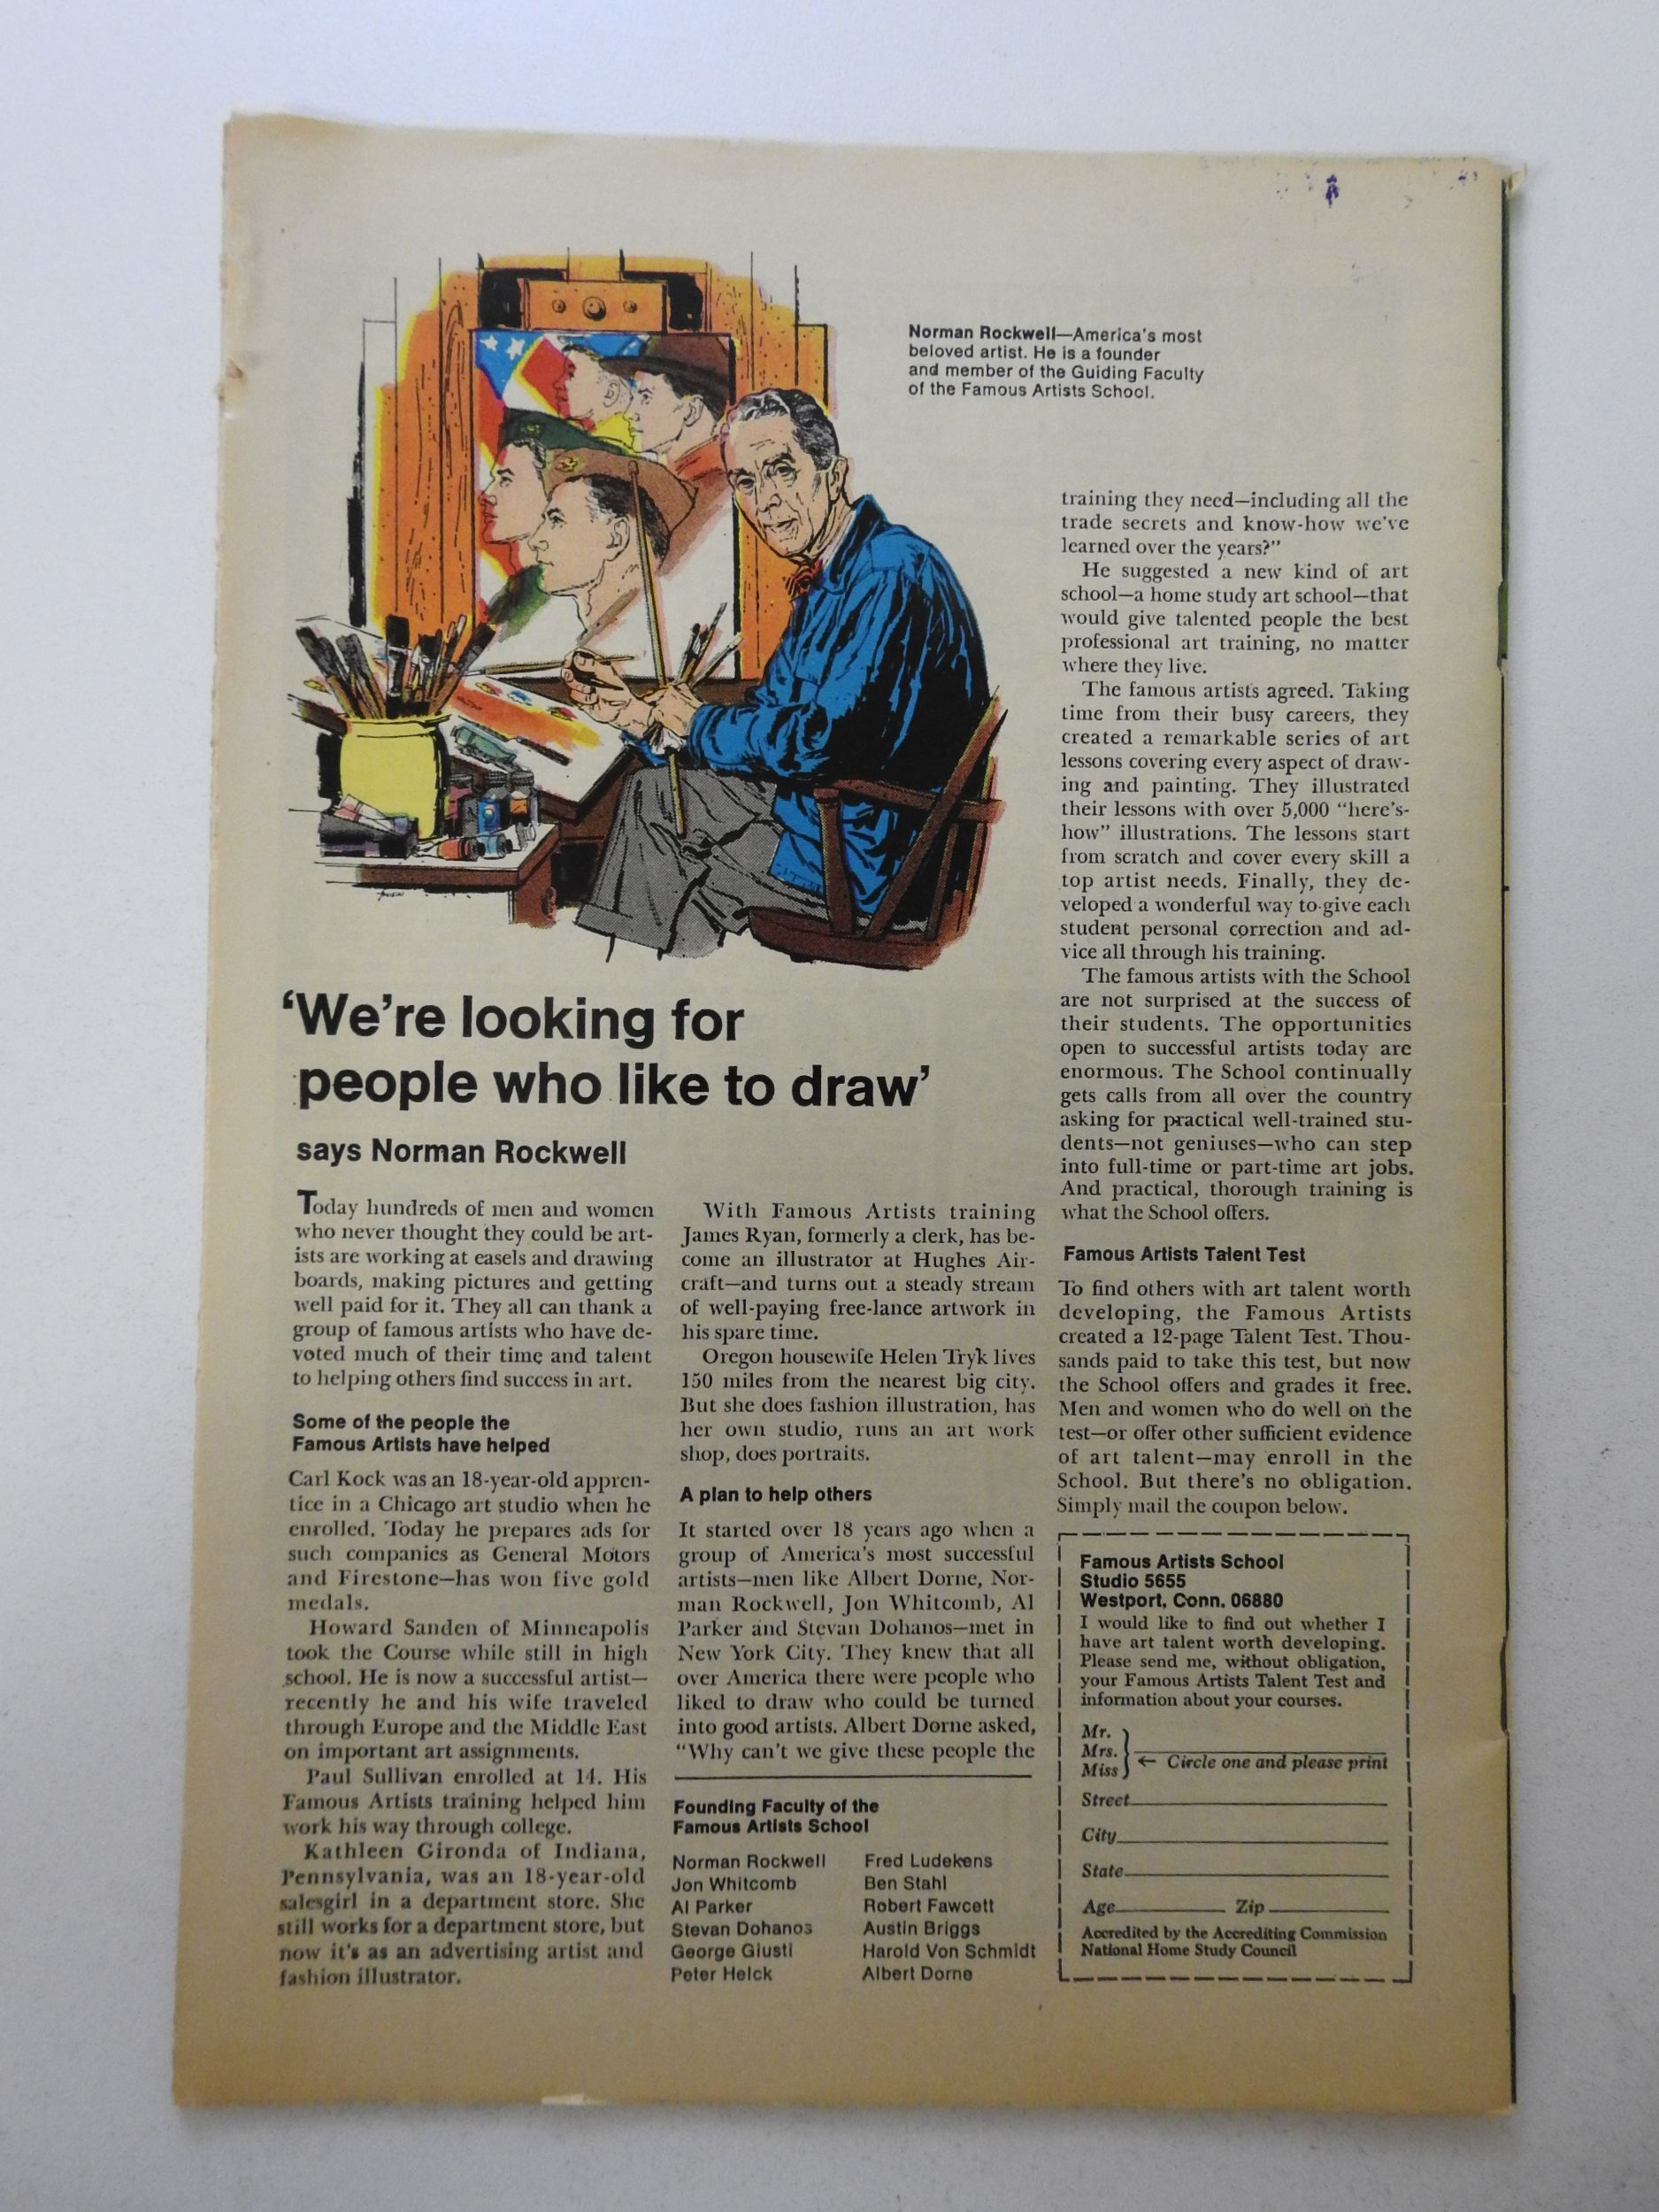 Norman Rockwell—America's most
beloved artist. He is a founder
and member of the Guiding Faculty
of the Famous Artists School.
‘We're looking for
people who like to draw’
says Norman Rockwell
Today hundreds of men and women
who never thought they could be art-
ists are working at easels and drawing
boards, making pictures and getting
well paid for it. They all can thank a
group of famous artists who have de-
voted much of their time and talent
to helping others find success in art.
Some of the people the
Famous Artists have helped
Carl Kock was an 18-year-old appren-
tice in a Chicago art studio when he
enrolled. Today he prepares ads for
such companies as General Motors
and Firestone—has won five gold
medals.
Howard Sanden of Minneapolis
took the Course while still in high
school. He is now a successful artist—
recently he and his wife traveled
through Europe and the Middle East
on important art assignments.
Paul Sullivan enrolled at 14. His
Famous Artists training helped him
work his way through college.
Kathleen Gironda of Indiana,
Pennsylvania, was an 18-year-old
salesgirl in a department store. She
still works for a department store, but
now it's as an advertising artist and
fashion illustrator.
With Famous Artists training
James Ryan, formerly a clerk, has be-
come an illustrator at Hughes Air-
craft—and turns out a steady stream
of well-paying free-lance artwork in
his spare time.
Oregon housewife Helen Tryk lives
150 miles from the nearest big city.
But she does fashion illustration, has
her own studio, runs an art work
shop, does portraits.
A plan to help others
It started over 18 years ago when a
group of America's most successful
artists—men like Albert Dorne, Nor-
man Rockwell, Jon Whitcomb, Al
Parker and Stevan Dohanos—met in
New York City. They knew that all
over America there were people who
liked to draw who could be turned
into good artists. Albert Dorne asked,
“Why can't we give these people the
training they need—including all the
trade secrets and know-how we've
learned over the years?”
He suggested a new kind of art
school—a home study art school—that
would give talented people the best
professional art training, no matter
where they live.
The famous artists agreed. Taking
time from their busy careers, they
created a remarkable series of art
lessons covering every aspect of draw-
ing and painting. They illustrated
their lessons with over 5,000 “here's-
how” illustrations. The lessons start
from scratch and cover every skill a
top artist needs. Finally, they de-
veloped a wonderful way to give each
student personal correction and ad-
vice all through his training.
The famous artists with the School
are not surprised at the success of
their students. The opportunities
open to successful artists today are
enormous. The School continually
gets calls from all over the country
asking for practical well-trained stu-
dents—not geniuses—who can step
into full-time or part-time art jobs.
And practical, thorough training is
what the School offers.
Famous Artists Talent Test
To find others with art talent worth
developing, the Famous Artists
created a 12-page Talent Test. Thou-
sands paid to take this test, but now
the School offers and grades it free.
Men and women who do well on the
test—or offer other sufficient evidence
of art talent—may enroll in the
School. But there's no obligation.
Simply mail the coupon below.
Founding Faculty of the
Famous Artists School
Norman Rockwell
Jon Whitcomb
Al Parker
Stevan Dohanos
George Giusti
Peter Helck
Fred Ludekens
Ben Stahl
Robert Fawcett
Austin Briggs
Harold Von Schmidt
Albert Dorne
Famous Artists School
Studio 5655
Westport, Conn. 06880
I would like to find out whether I
have art talent worth developing.
Please send me, without obligation,
your Famous Artists Talent Test and
information about your courses.
Mr.
Mrs.
Miss
← Circle one and please print
Street
City
State
Age Zip
Accredited by the Accrediting Commission
National Home Study Council